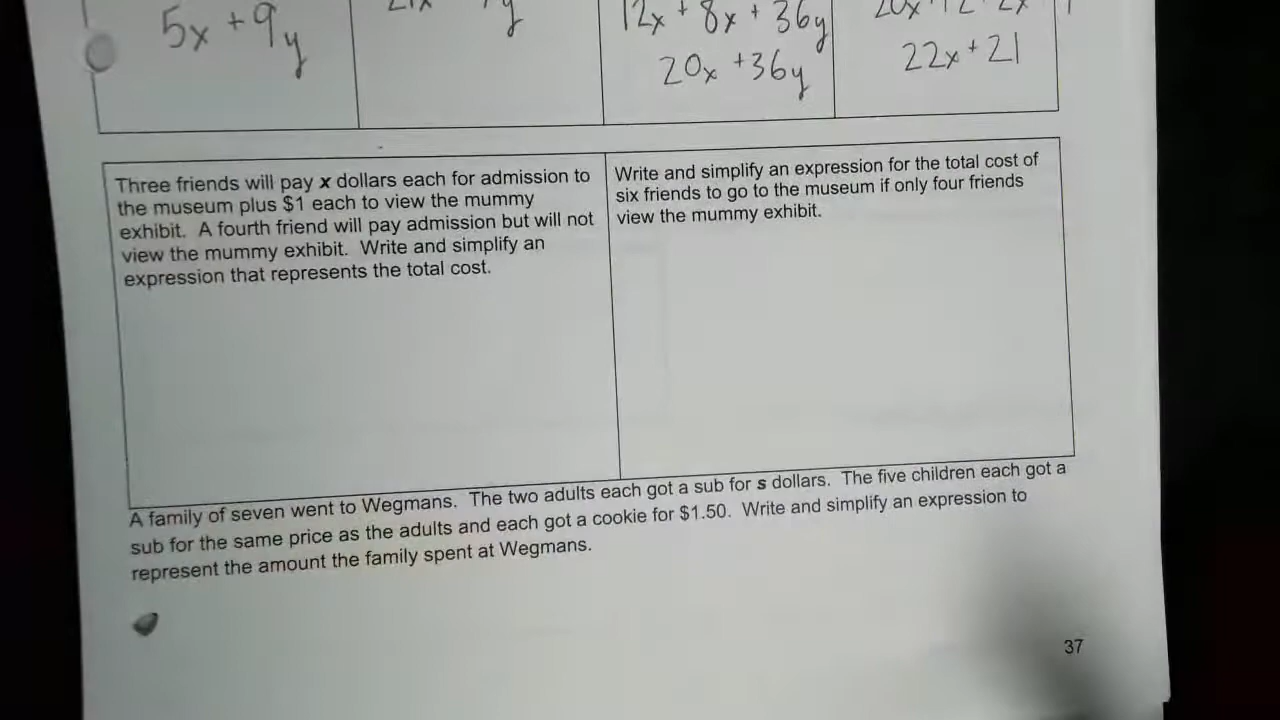 5x + 9y
12x + 8x + 36y
20x + 36y
22x + 21
Three friends will pay x dollars each for admission to
the museum plus $1 each to view the mummy
exhibit. A fourth friend will pay admission but will not
view the mummy exhibit. Write and simplify an
expression that represents the total cost.
Write and simplify an expression for the total cost of
six friends to go to the museum if only four friends
view the mummy exhibit.
A family of seven went to Wegmans. The two adults each got a sub for s dollars. The five children each got a
sub for the same price as the adults and each got a cookie for $1.50. Write and simplify an expression to
represent the amount the family spent at Wegmans.
37